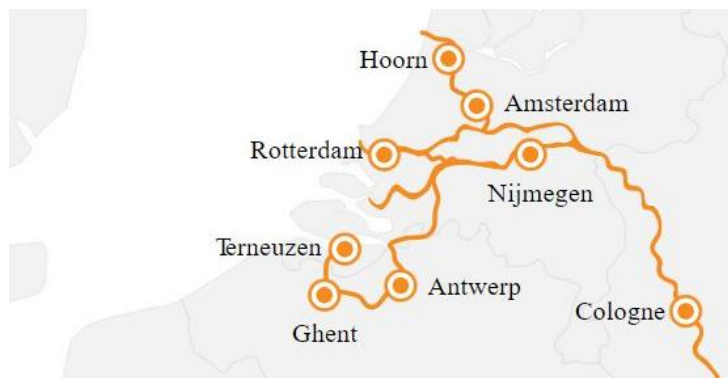 Hoorn
Amsterdam
Rotterdam
Nijmegen
Terneuzen
Antwerp
Cologne
Ghent